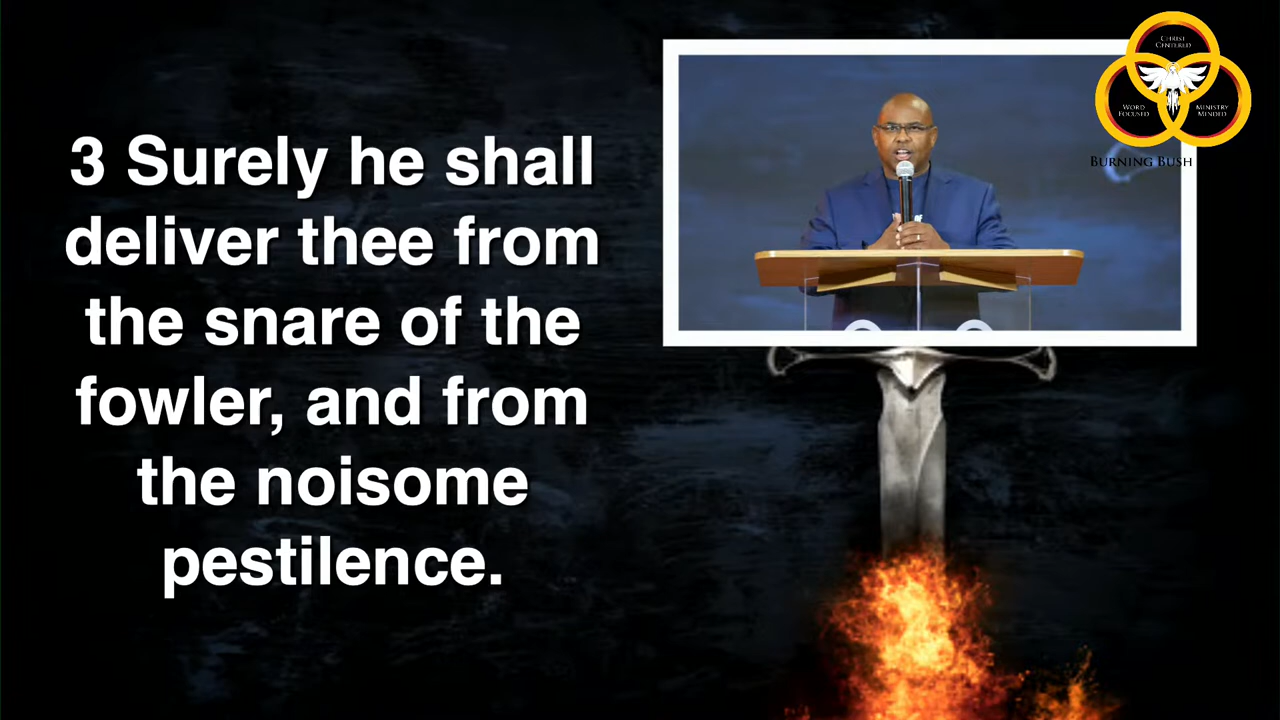 3 Surely he shall
deliver thee from
the snare of the
fowler, and from
the noisome
pestilence.
CHRIST
CENTERED
WORD
FOCUSED
MINISTRY
MINDED
BURNING BUSH